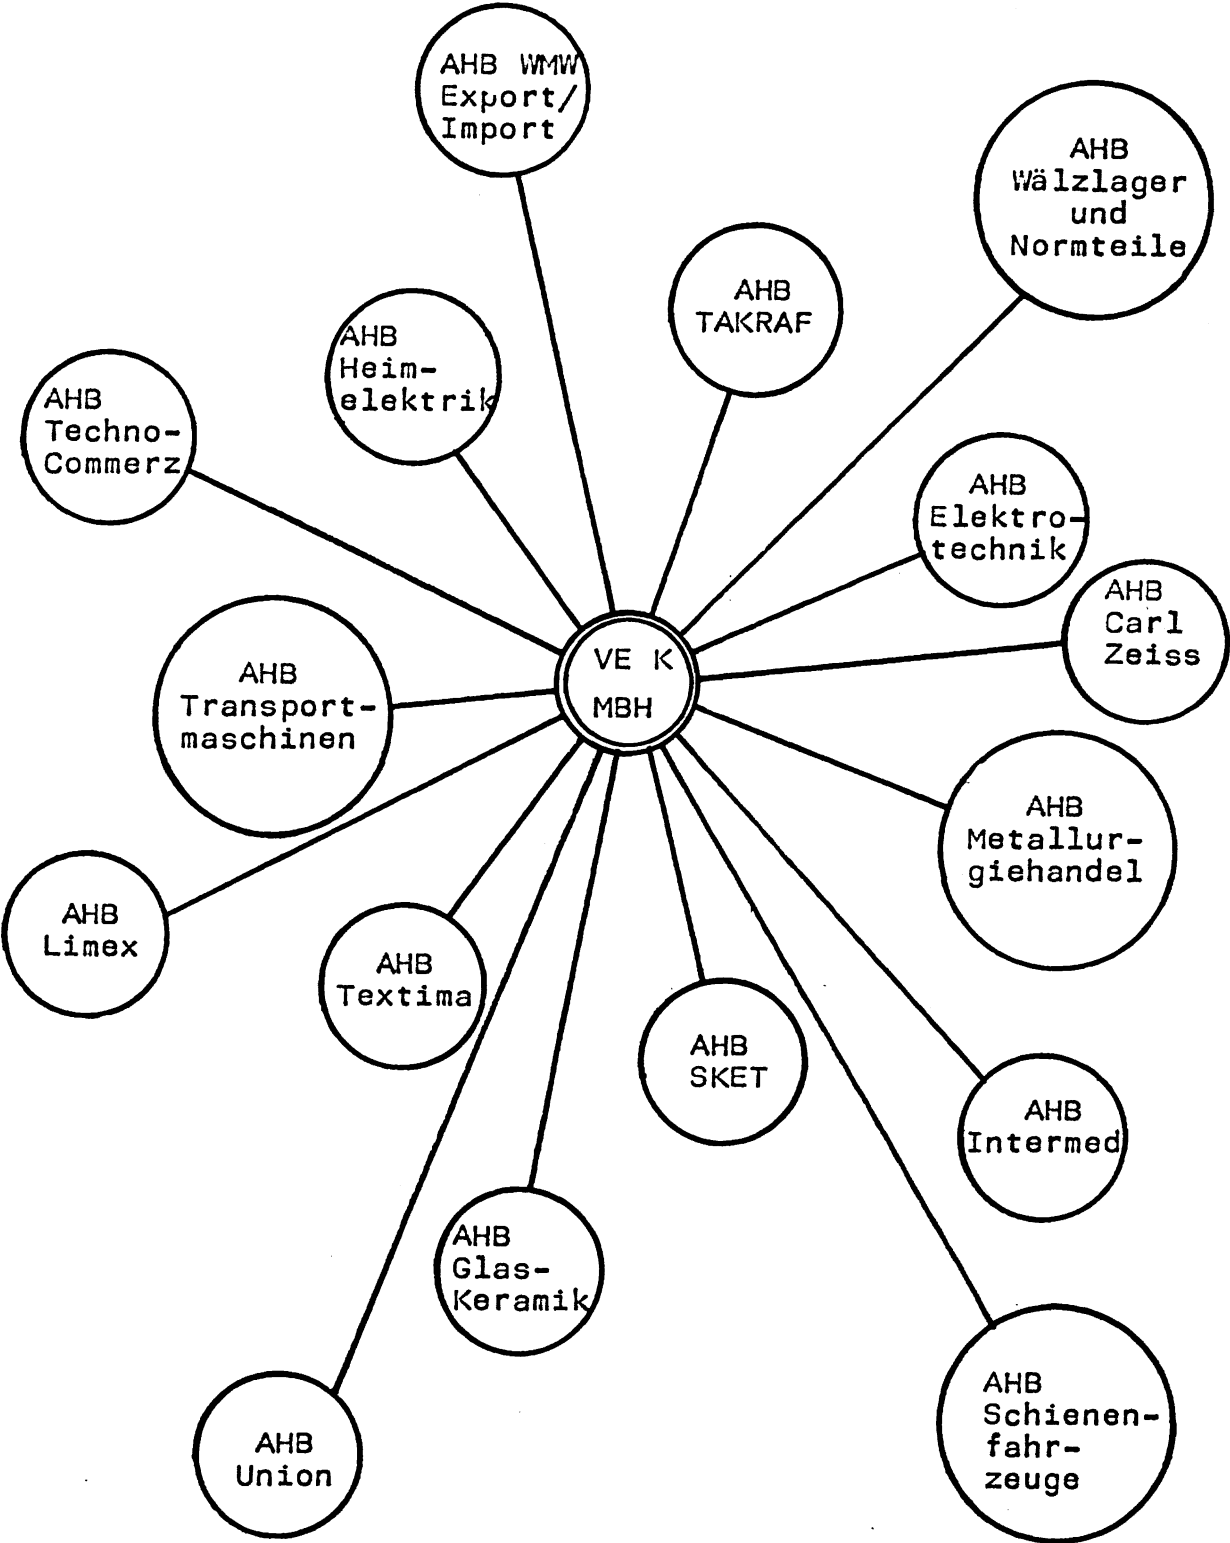 AHB WMW
Export/
Import
AHB
Wälzlager
und
Normteile
AHB
TAKRAF
AHB
Heim-
elektrik
AHB
Techno-
Commerz
AHB
Elektro-
technik
AHB
Carl
Zeiss
VE K
MBH
AHB
Transport-
maschinen
AHB
Metallur-
giehandel
AHB
Limex
AHB
Textima
AHB
SKET
AHB
Intermed
AHB
Glas-
Keramik
AHB
Schienen-
fahr-
zeuge
AHB
Union